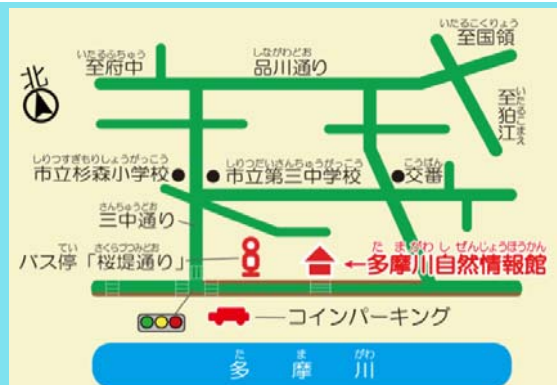 いたるふちゅう
至府中
しながわどお
品川通り
いたるこくりょう
至国領
いたるこまえ
至狛江
北
しりつすぎもりしょうがっこう
市立杉森小学校
しりつだいさんちゅうがっこう
市立第三中学校
こうばん
交番
さんちゅうどお
三中通り
てい さくらづつみどお
バス停「桜堤通り」
たまがわしぜんじょうほうかん
←多摩川自然情報館
コインパーキング
た ま がわ
多摩川